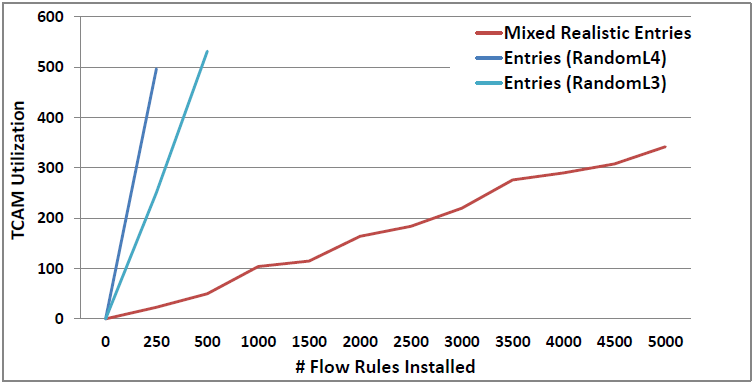 600
500
400
300
200
100
0
TCAM Utilization
Mixed Realistic Entries
Entries (RandomL4)
Entries (RandomL3)
0 250 500 1000 1500 2000 2500 3000 3500 4000 4500 5000
# Flow Rules Installed